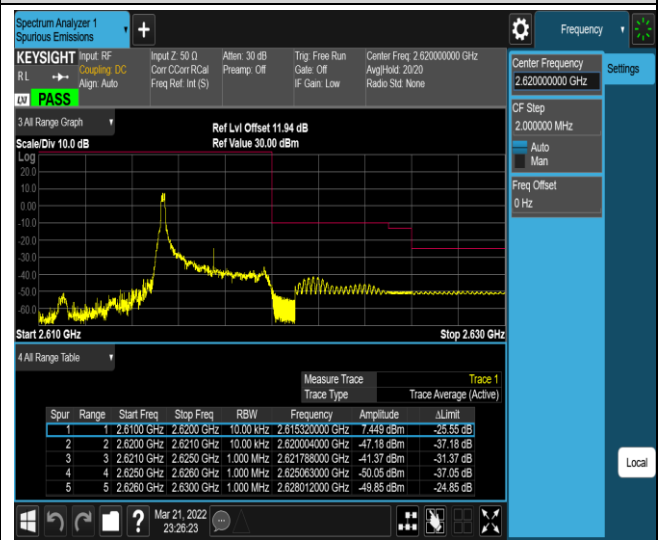 Spectrum Analyzer 1
Spurious Emissions
Frequency
KEYSIGHT Input: RF Input Z: 50 Ω Atten: 30 dB Trig: Free Run Center Freq: 2.620000000 GHz
RL Coupling: DC Corr CCorr RCal Preamp: Off Gate: Off Avg|Hold: 20/20
Align: Auto Freq Ref: Int (S) IF Gain: Low Radio Std: None
LXI PASS
Center Frequency
2.620000000 GHz
Settings
CF Step
2.000000 MHz
Auto
Man
Freq Offset
0 Hz
3 All Range Graph
Ref Lvl Offset 11.94 dB
Scale/Div 10.0 dB Ref Value 30.00 dBm
Log
20.0
10.0
0.00
-10.0
-20.0
-30.0
-40.0
-50.0
-60.0
Start 2.610 GHz Stop 2.630 GHz
4 All Range Table
Measure Trace Trace 1
Trace Type Trace Average (Active)
Spur Range Start Freq Stop Freq RBW Frequency Amplitude ΔLimit
1 1 2.6100 GHz 2.6200 GHz 10.00 kHz 2.615320000 GHz 7.449 dBm -25.55 dB
2 2 2.6200 GHz 2.6210 GHz 10.00 kHz 2.620004000 GHz -47.18 dBm -37.18 dB
3 3 2.6210 GHz 2.6250 GHz 1.000 MHz 2.621788000 GHz -41.37 dBm -31.37 dB
4 4 2.6250 GHz 2.6260 GHz 1.000 MHz 2.625063000 GHz -50.05 dBm -37.05 dB
5 5 2.6260 GHz 2.6300 GHz 1.000 MHz 2.628012000 GHz -49.85 dBm -24.85 dB
Local
Mar 21, 2022
23:26:23